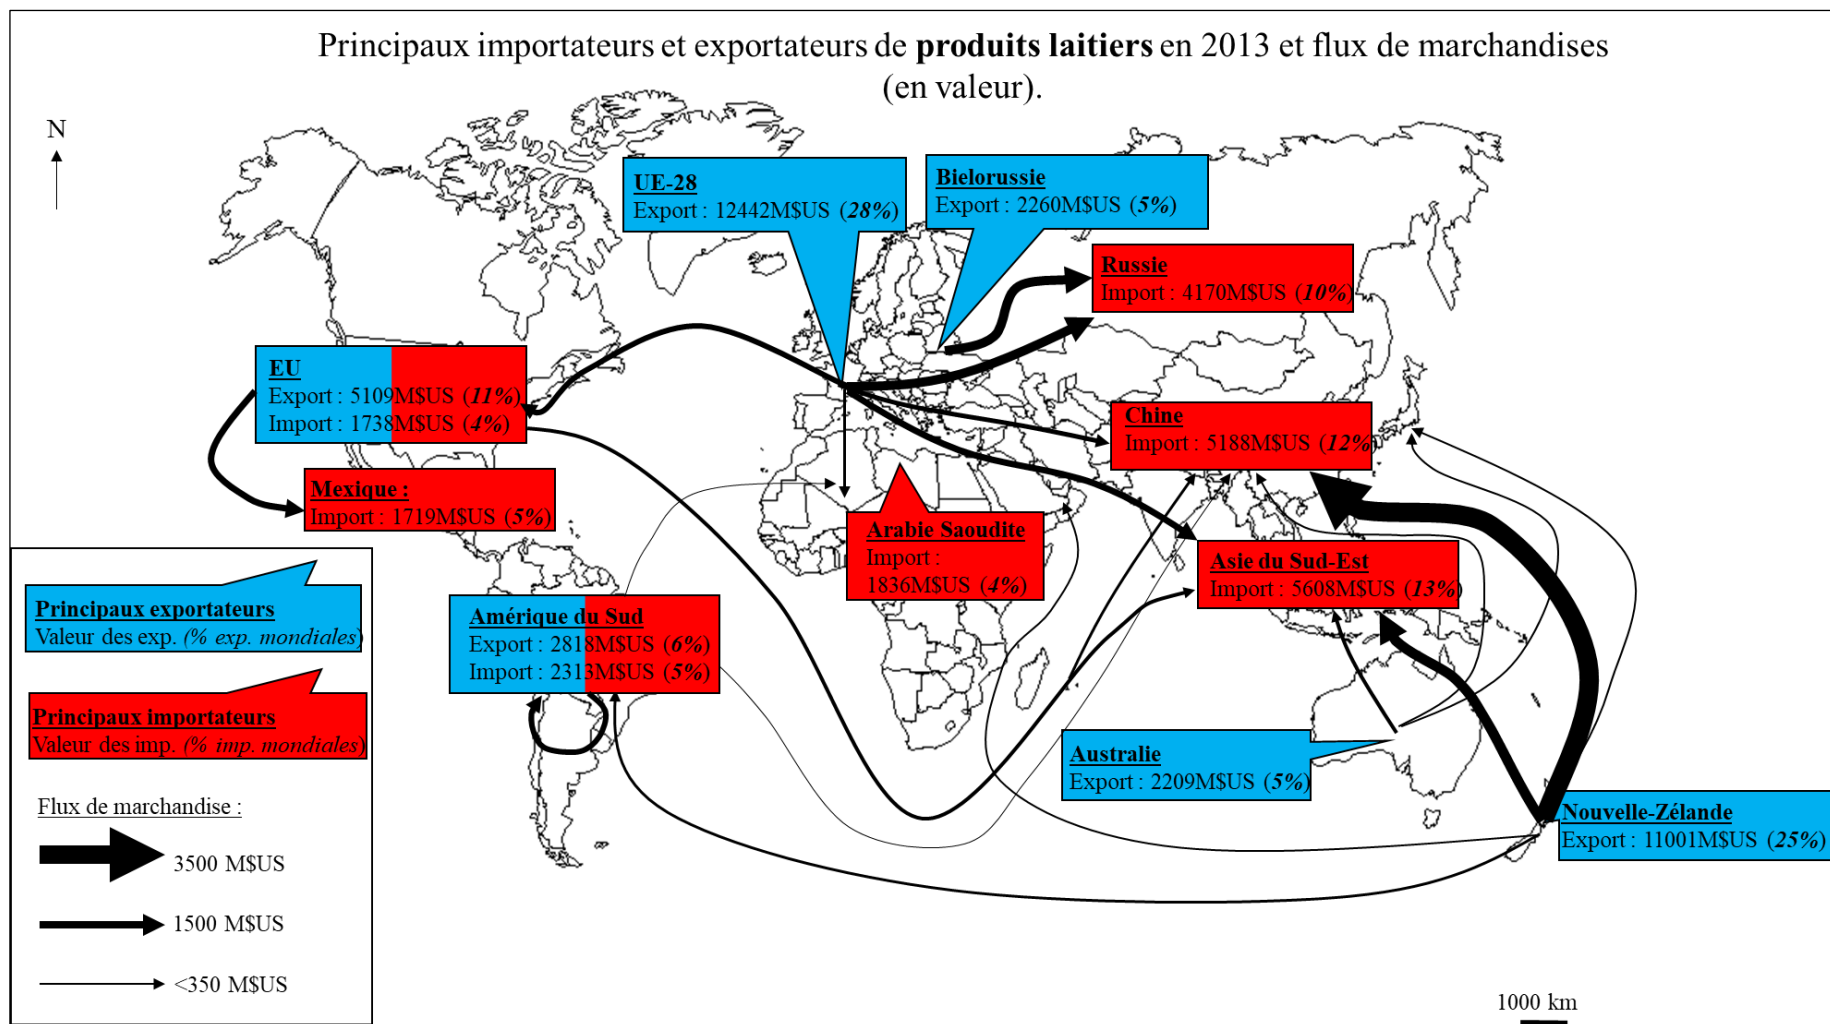 Principaux importateurs et exportateurs de produits laitiers en 2013 et flux de marchandises
(en valeur).
N
UE-28
Export : 12442M$US (28%)
Bielorussie
Export : 2260M$US (5%)
Russie
Import : 4170M$US (10%)
EU
Export : 5109M$US (11%)
Import : 1738M$US (4%)
Chine
Import : 5188M$US (12%)
Mexique :
Import : 1719M$US (5%)
Arabie Saoudite
Import :
1836M$US (4%)
Asie du Sud-Est
Import : 5608M$US (13%)
Amérique du Sud
Export : 2818M$US (6%)
Import : 2313M$US (5%)
Australie
Export : 2209M$US (5%)
Nouvelle-Zélande
Export : 11001M$US (25%)
Principaux exportateurs
Valeur des exp. (% exp. mondiales)
Principaux importateurs
Valeur des imp. (% imp. mondiales)
Flux de marchandise :
3500 M$US
1500 M$US
<350 M$US
1000 km